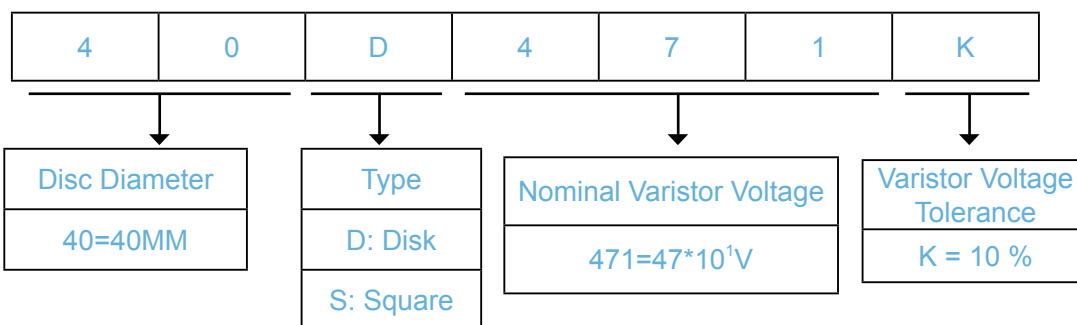 4 0 D 4 7 1 K
Disc Diameter
40=40MM
Type
D: Disk
S: Square
Nominal Varistor Voltage
471=47*10¹V
Varistor Voltage
Tolerance
K = 10 %